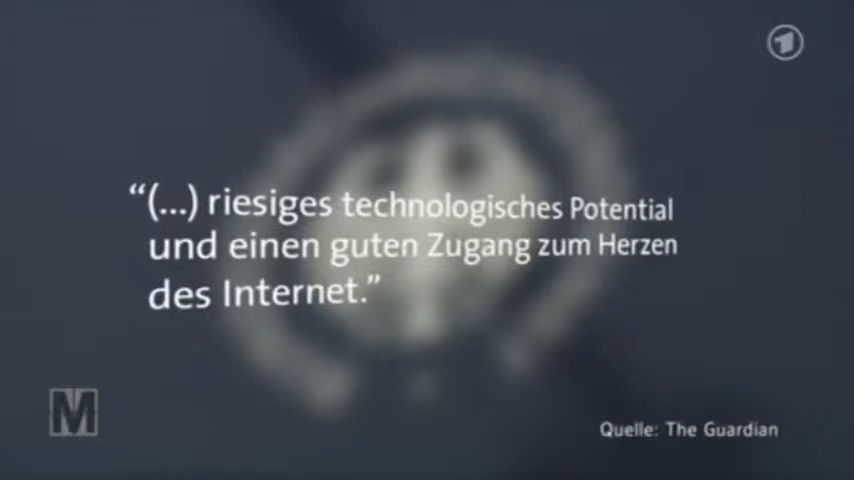 “(...) riesiges technologisches Potential
und einen guten Zugang zum Herzen
des Internet.”
M
Quelle: The Guardian